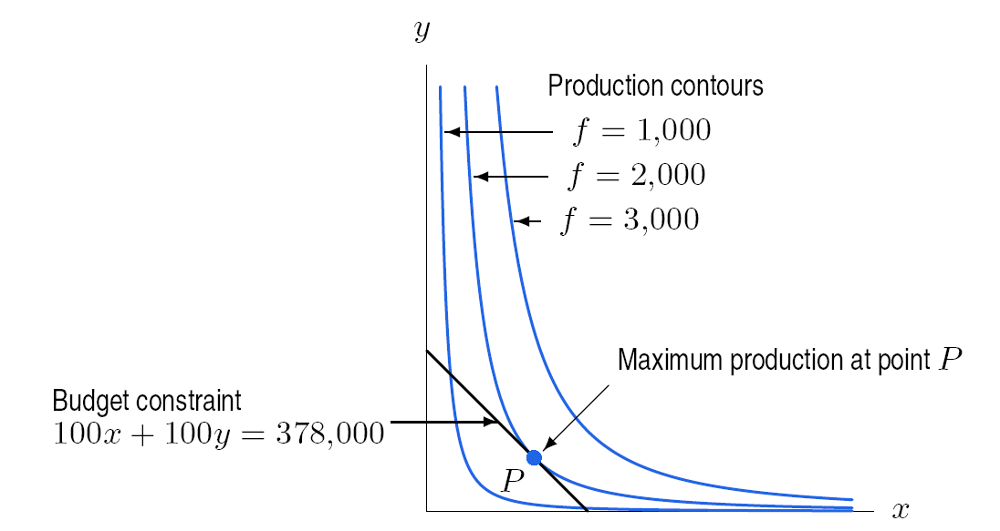 y
Production contours
f = 1,000
f = 2,000
f = 3,000
Maximum production at point P
Budget constraint
100x + 100y = 378,000
P
x